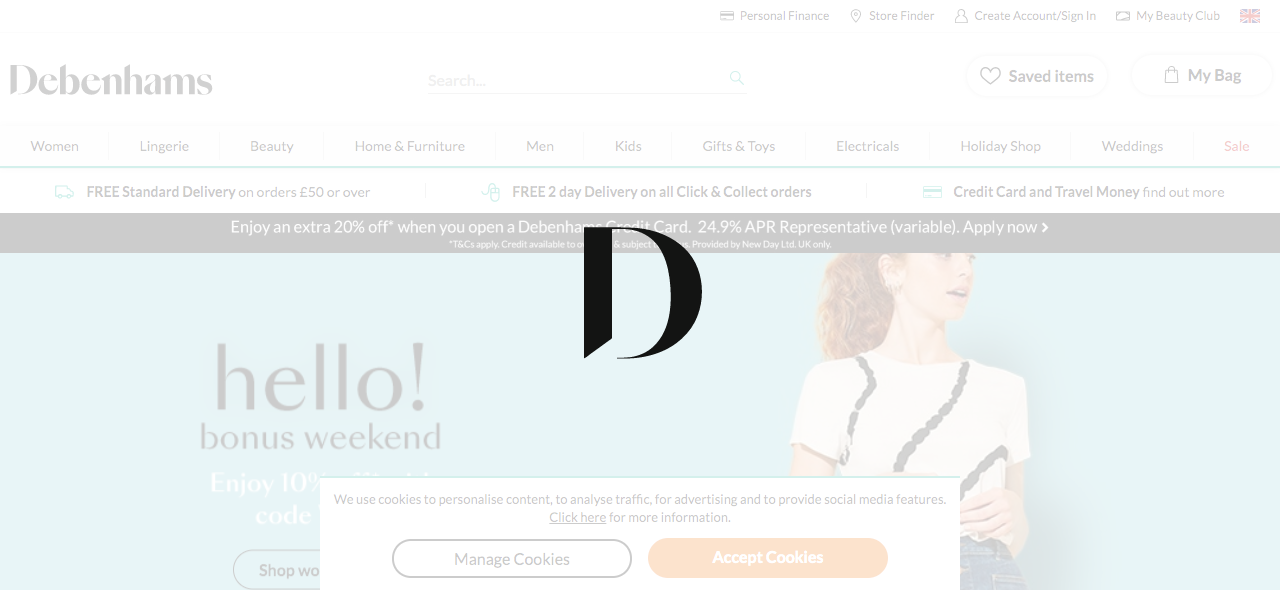 Personal Finance Store Finder Create Account/Sign In My Beauty Club
Debenhams Search... Saved items My Bag
Women Lingerie Beauty Home & Furniture Men Kids Gifts & Toys Electricals Holiday Shop Weddings Sale
FREE Standard Delivery on orders £50 or over FREE 2 day Delivery on all Click & Collect orders Credit Card and Travel Money find out more
Enjoy an extra 20% off* when you open a Debenhams Credit Card. 24.9% APR Representative (variable). Apply now >
*T&Cs apply. Credit available to & subject Provided by New Day Ltd. UK only.
D
hello!
bonus weekend
Enjoy 10%
code
Shop
We use cookies to personalise content, to analyse traffic, for advertising and to provide social media features.
Click here for more information.
Manage Cookies Accept Cookies